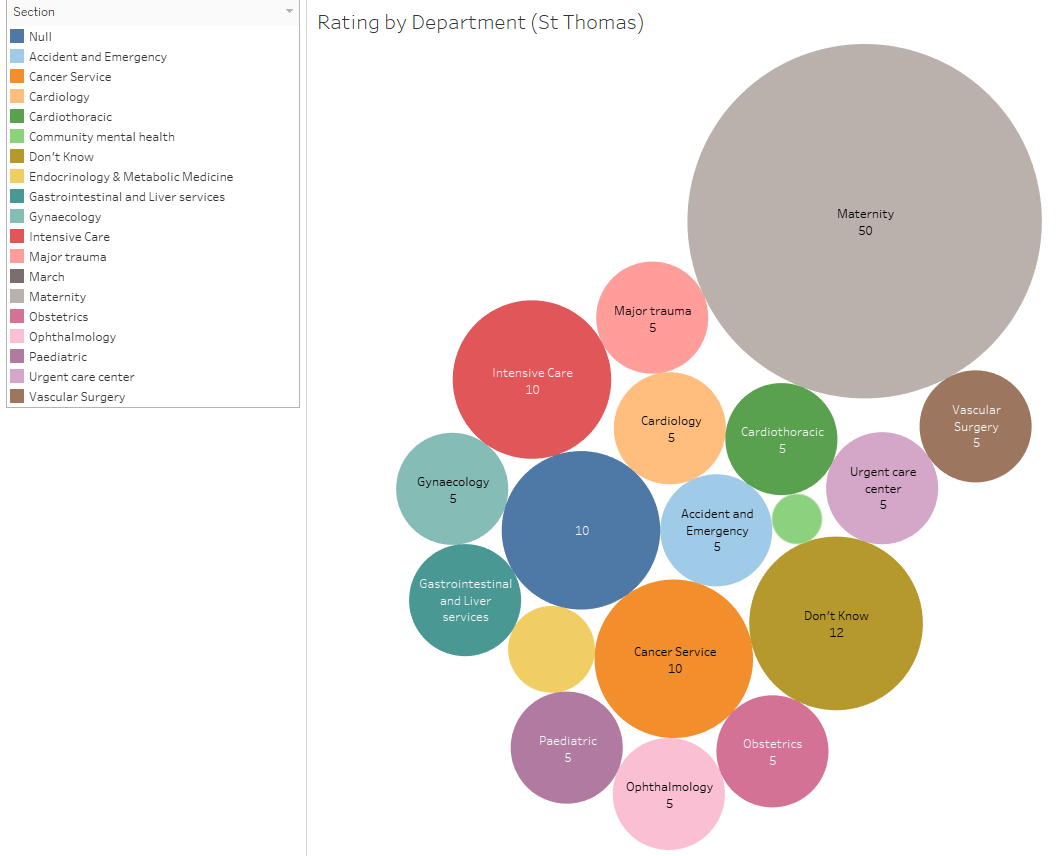 Section
Null
Accident and Emergency
Cancer Service
Cardiology
Cardiothoracic
Community mental health
Don't Know
Endocrinology & Metabolic Medicine
Gastrointestinal and Liver services
Gynaecology
Intensive Care
Major trauma
March
Maternity
Obstetrics
Ophthalmology
Paediatric
Urgent care center
Vascular Surgery
Rating by Department (St Thomas)
Maternity
50
Major trauma
5
Intensive Care
10
Cardiology
5
Cardiothoracic
5
Vascular
Surgery
5
Gynaecology
5
Urgent care
center
5
10
Accident and
Emergency
5
Gastrointestinal
and Liver
services
Don't Know
12
Cancer Service
10
Paediatric
5
Obstetrics
5
Ophthalmology
5